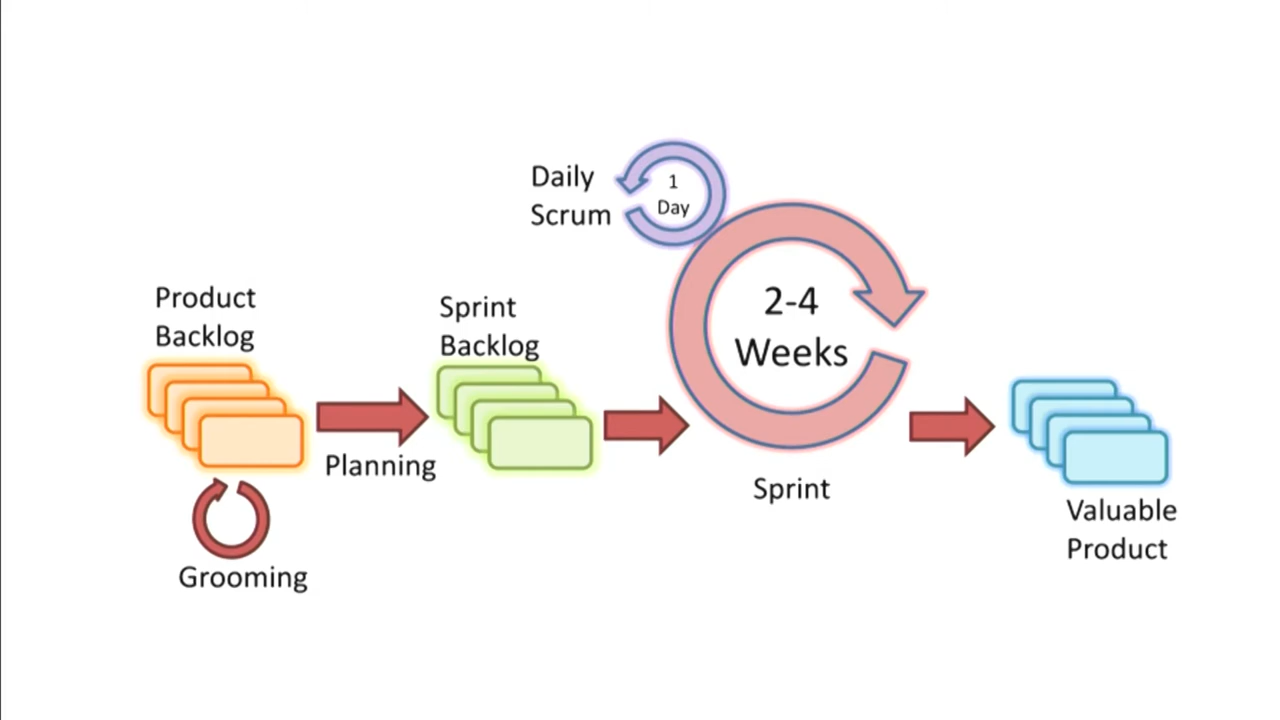 Product
Backlog
Grooming
Planning
Sprint
Backlog
Daily
Scrum
1
Day
2-4
Weeks
Sprint
Valuable
Product